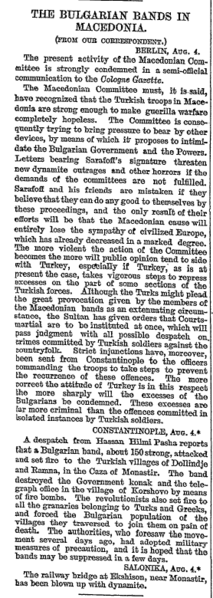 THE BULGARIAN BANDS IN
MACEDONIA.
(FROM OUR CORRESPONDENT.)
BERLIN, AUG. 4.
The present activity of the Macedonian Com-
mittee is strongly condemned in a semi-official
communication to the Cologne Gazette.
The Macedonian Committee must, it is said,
have recognized that the Turkish troops in Mace-
donia are strong enough to make guerilla warfare
completely hopeless. The Committee is conse-
quently trying to bring pressure to bear by other
devices, by means of which it proposes to intimi-
date the Bulgarian Government and the Powers.
Letters bearing Sarafoff's signature threaten
new dynamite outrages and other horrors if the
demands of the committees are not fulfilled.
Sarafoff and his friends are mistaken if they
believe that they can do any good to themselves by
these proceedings, and the only result of their
efforts will be that the Macedonian cause will
entirely lose the sympathy of civilized Europe,
which has already decreased in a marked degree.
The more violent the action of the Committee
becomes the more will public opinion tend to side
with Turkey, especially if Turkey, as is at
present the case, takes vigorous steps to repress
excesses on the part of some sections of the
Turkish forces. Although the Turks might plead
the great provocation given by the members of
the Macedonian bands as an extenuating circum-
stance, the Sultan has given orders that Courts-
martial are to be instituted at once, which will
pass judgment with all possible despatch on
crimes committed by Turkish soldiers against the
countryfolk. Strict injunctions have, moreover,
been sent from Constantinople to the officers
commanding the troops to take steps to prevent
the recurrence of these offences. The more
correct the attitude of Turkey is in this respect
the more sharply will the excesses of the
Bulgarians be condemned. These excesses are
far more criminal than the offences committed in
isolated instances by Turkish soldiers.
CONSTANTINOPLE, AUG. 4.*
A despatch from Hassan Hilmi Pasha reports
that a Bulgarian band, about 150 strong, attacked
and set fire to the Turkish villages of Dollindje
and Ramna, in the Caza of Monastir. The band
destroyed the Government konak and the tele-
graph office in the village of Korshovo by means
of fire bombs. The revolutionists also set fire to
all the granaries belonging to Turks and Greeks,
and forced the Bulgarian population of the
villages they traversed to join them on pain of
death. The authorities, who foresaw the move-
ment several days ago, had adopted military
measures of precaution, and it is hoped that the
bands may be suppressed in a few days.
SALONIKA, AUG. 4.*
The railway bridge at Ekshisou, near Monastir,
has been blown up with dynamite.